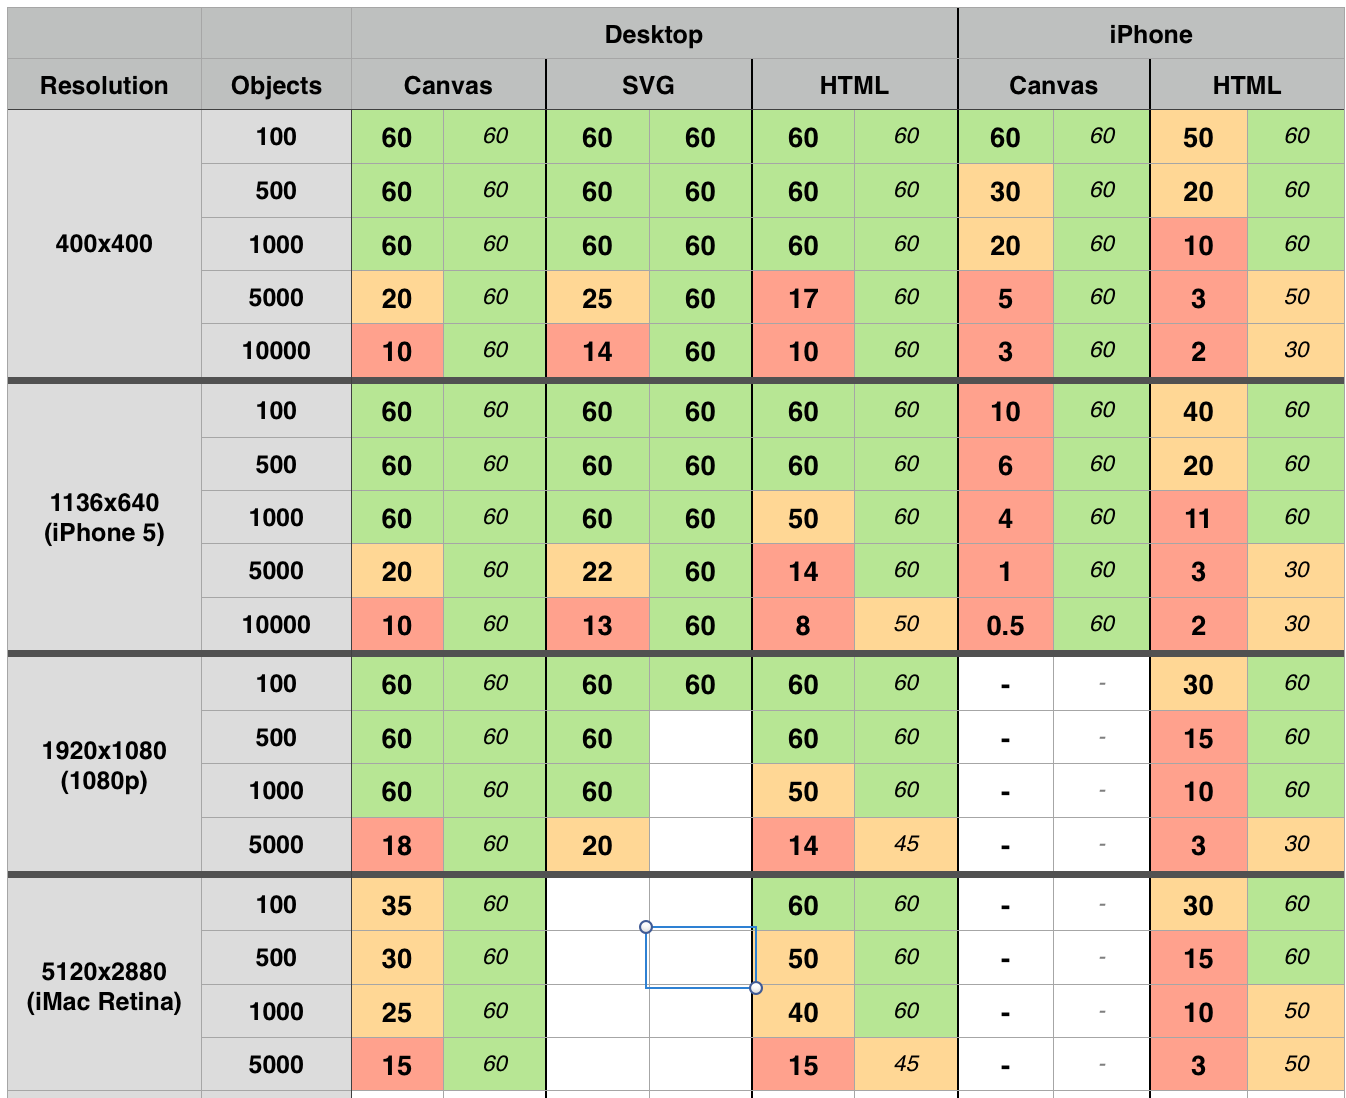 Desktop iPhone
Resolution Objects Canvas SVG HTML Canvas HTML
100 60 60 60 60 60 60 60 60 50 60
500 60 60 60 60 60 60 30 60 20 60
400x400 1000 60 60 60 60 60 60 20 60 10 60
5000 20 60 25 60 17 60 5 60 3 50
10000 10 60 14 60 10 60 3 60 2 30
100 60 60 60 60 60 60 10 60 40 60
500 60 60 60 60 60 60 6 60 20 60
1136x640
(iPhone 5)
1000 60 60 60 60 50 60 4 60 11 60
5000 20 60 22 60 14 60 1 60 3 30
10000 10 60 13 60 8 50 0.5 60 2 30
100 60 60 60 60 60 60 - - 30 60
1920x1080
(1080p)
500 60 60 60 60 60 - - 15 60
1000 60 60 60 50 60 - - 10 60
5000 18 60 20 14 45 - - 3 30
100 35 60 60 60 - - 30 60
5120x2880
(iMac Retina)
500 30 60 50 60 - - 15 60
1000 25 60 40 60 - - 10 50
5000 15 60 15 45 - - 3 50